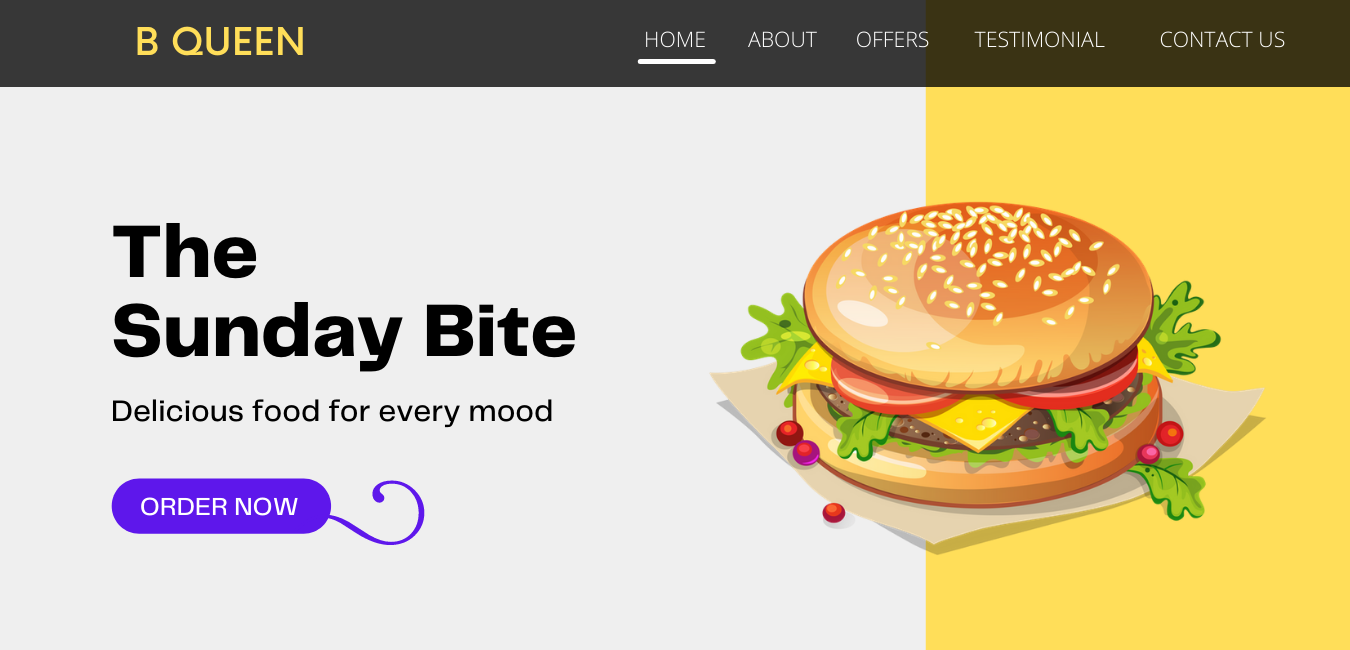 B QUEEN
HOME ABOUT OFFERS TESTIMONIAL CONTACT US
The
Sunday Bite
Delicious food for every mood
ORDER NOW